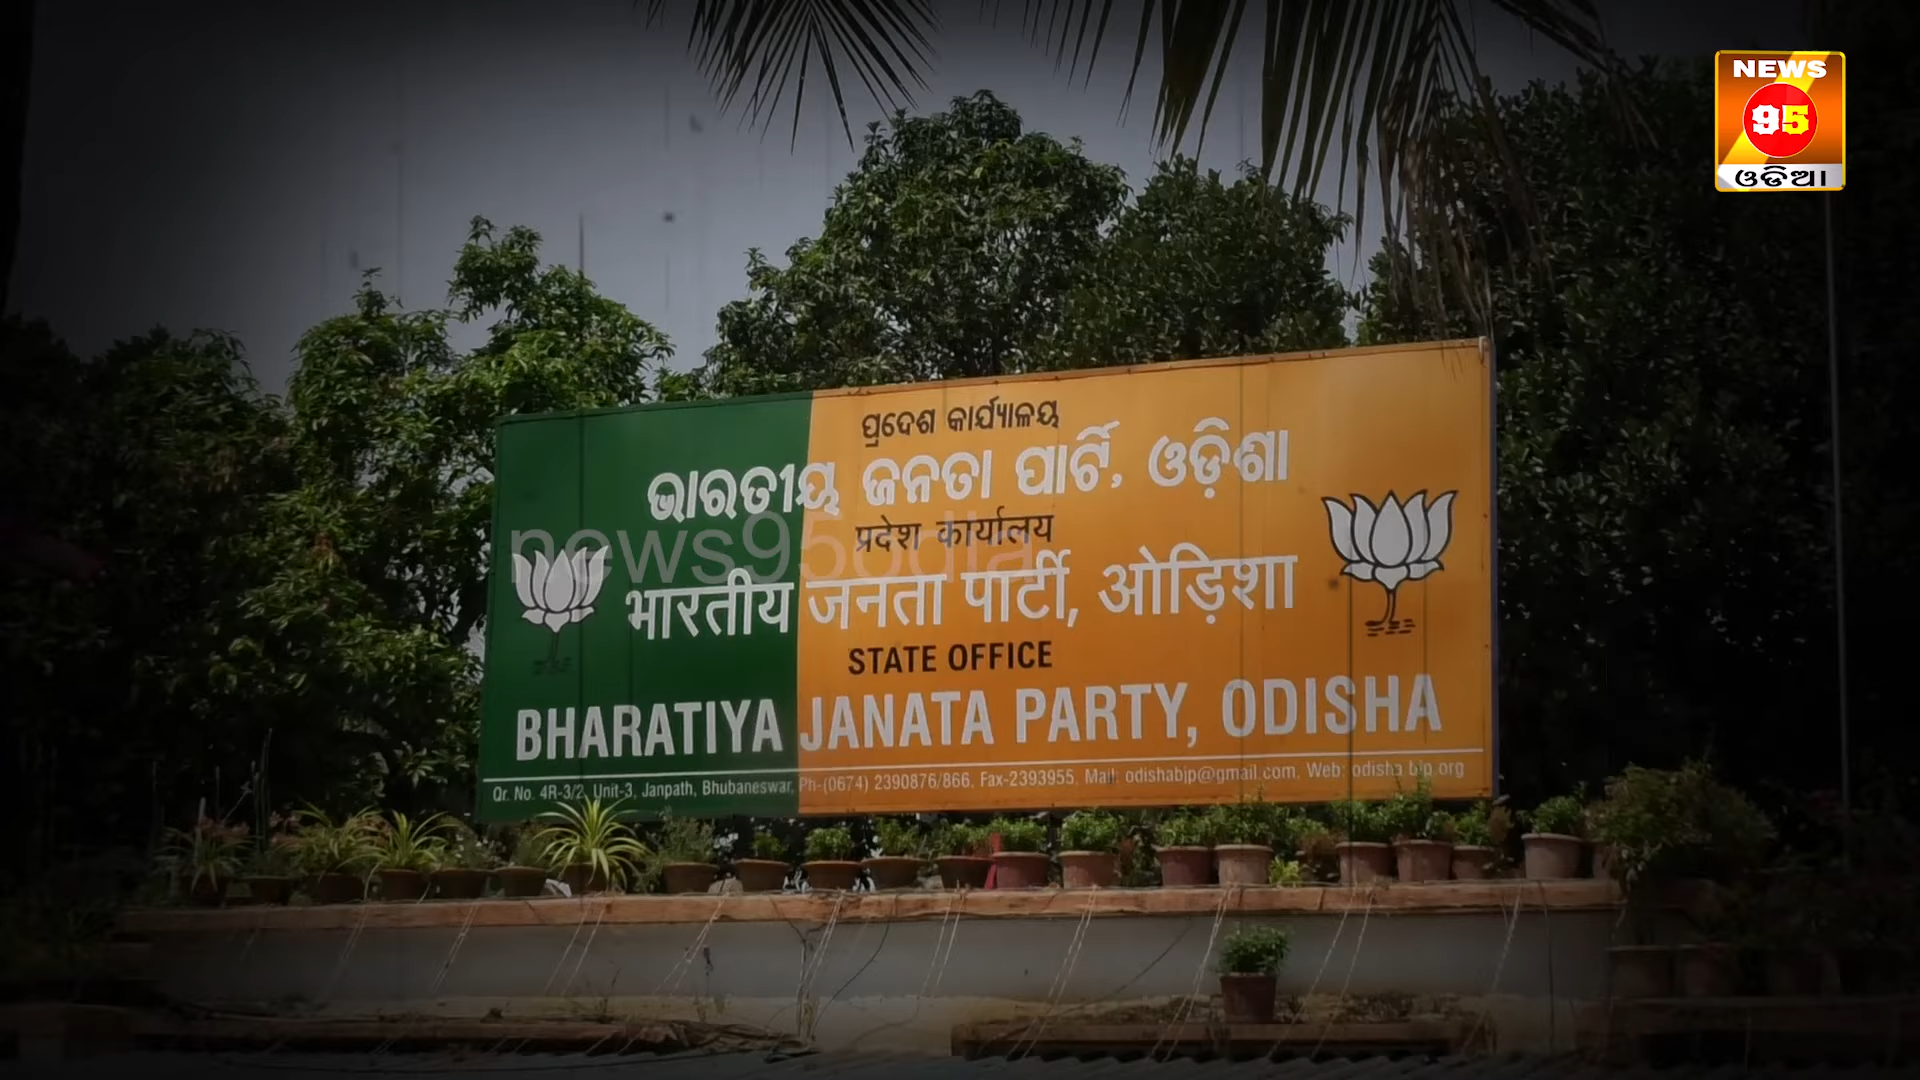 NEWS
95
ଓଡିଆ
ପ୍ରଦେଶ କାର୍ଯ୍ୟାଳୟ
ଭାରତୀୟ ଜନତା ପାର୍ଟି, ଓଡ଼ିଶା
प्रदेश कार्यालय
news95odia
भारतीय जनता पार्टी, ओड़िशा
STATE OFFICE
BHARATIYA JANATA PARTY, ODISHA
Qr. No. 4R-3/2, Unit-3, Janpath, Bhubaneswar, Ph-(0674) 2390876/866, Fax-2393955, Mail: odishabjp@gmail.com, Web: odisha.bjp.org